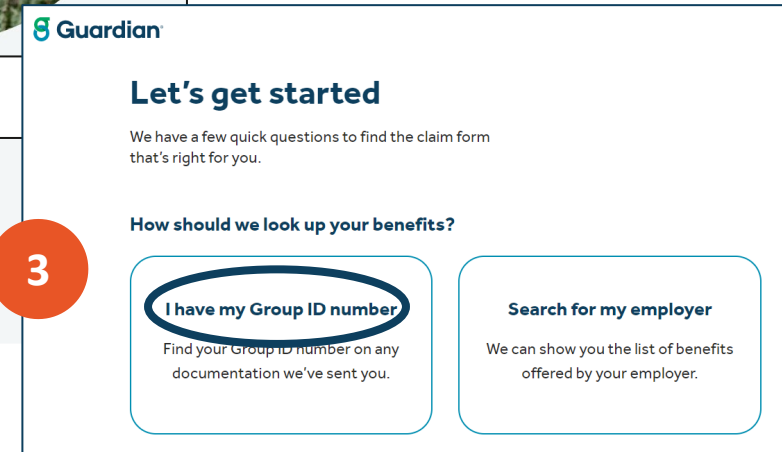 Guardian
Let's get started
We have a few quick questions to find the claim form
that's right for you.
How should we look up your benefits?
3
I have my Group ID number
Find your Group ID number on any
documentation we've sent you.
Search for my employer
We can show you the list of benefits
offered by your employer.